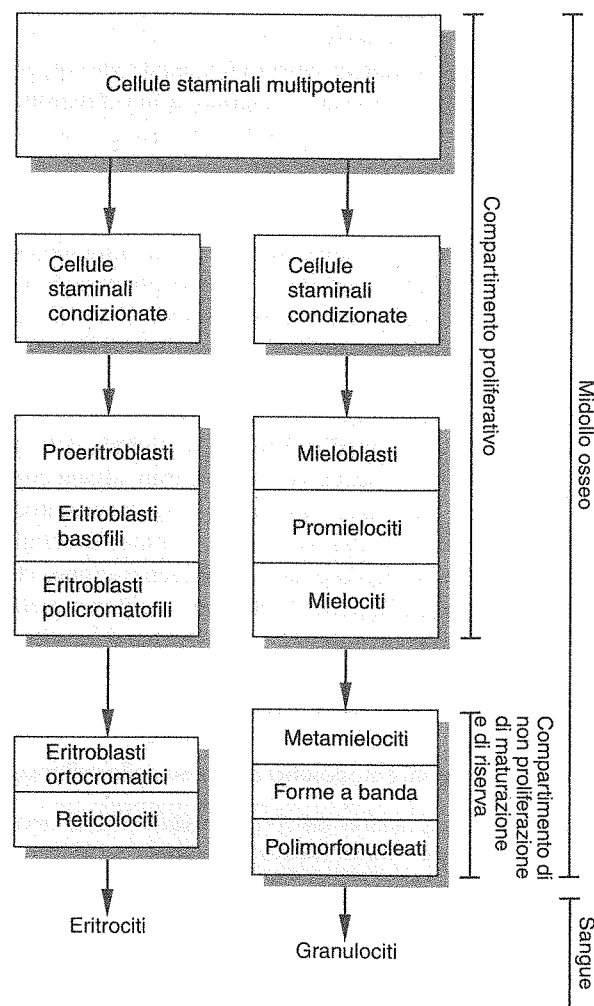 Cellule staminali multipotenti
Cellule
staminali
condizionate
Cellule
staminali
condizionate
Proeritroblasti
Eritroblasti
basofili
Eritroblasti
policromatofili
Mieloblasti
Promielociti
Mielociti
Eritroblasti
ortocromatici
Reticolociti
Metamielociti
Forme a banda
Polimorfonucleati
Eritrociti
Granulociti
Compartimento proliferativo
Compartimento di
non proliferazione
di maturazione
e di riserva
Midollo osseo
Sangue